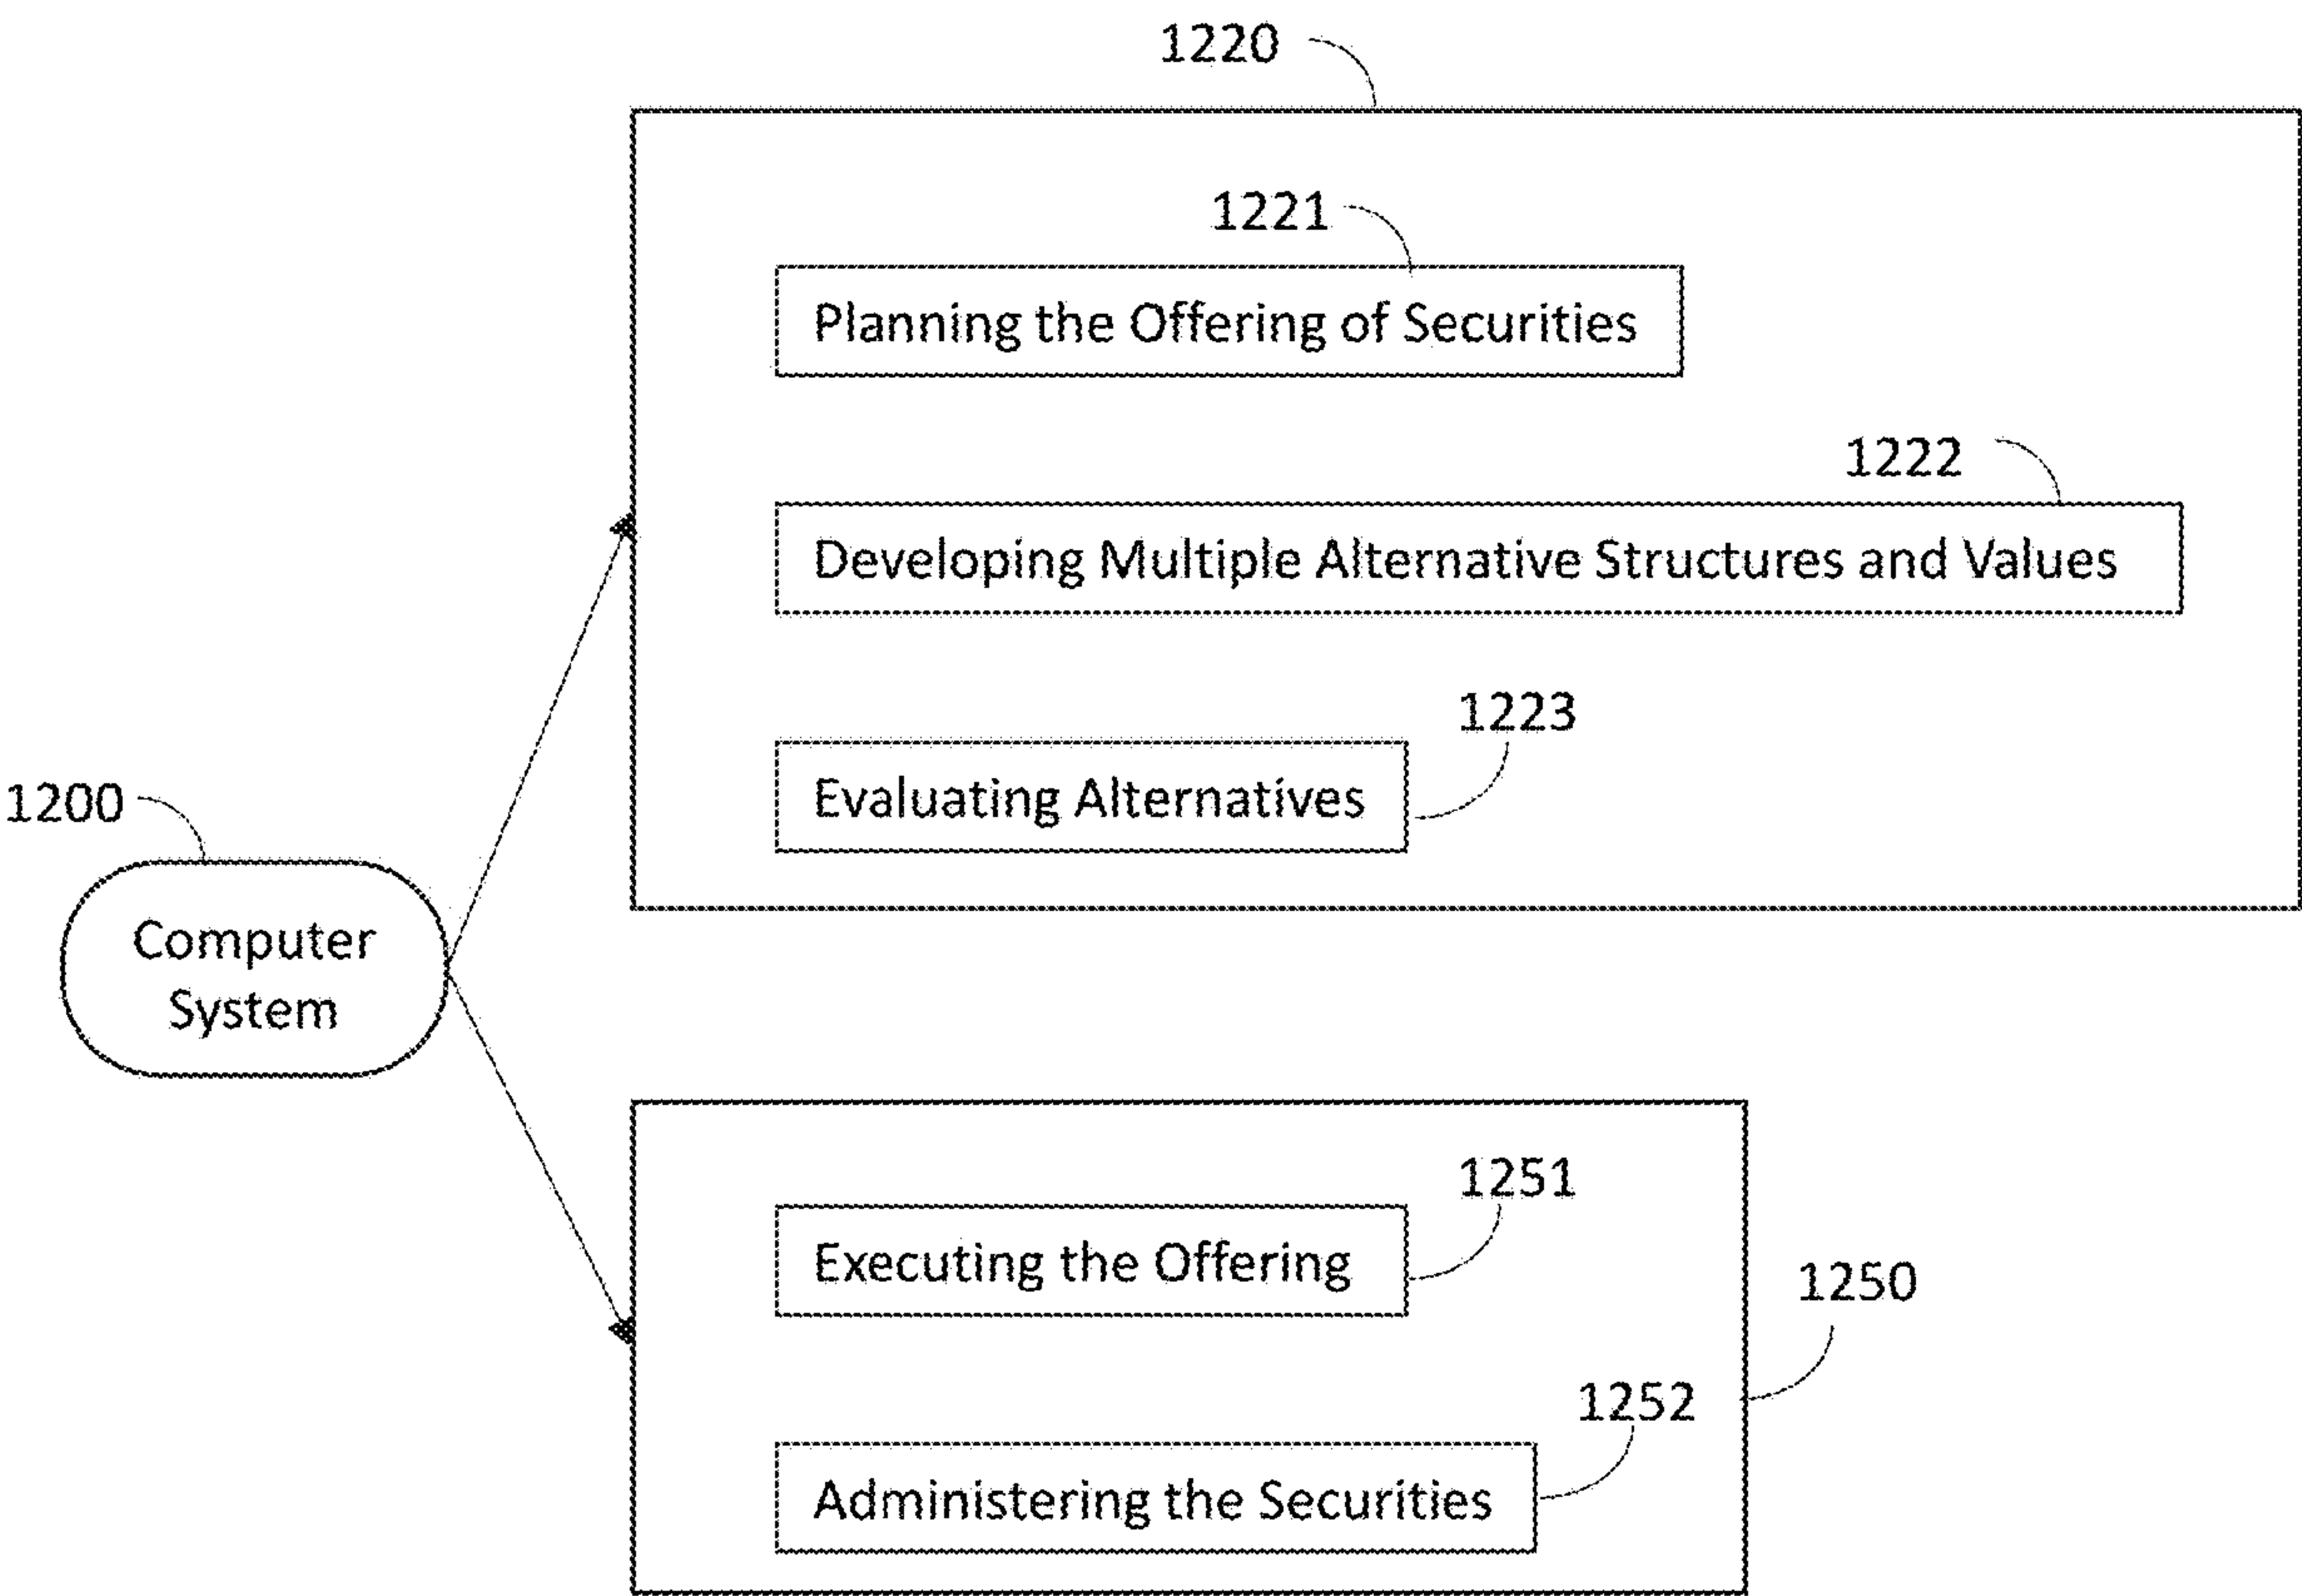 1220
1221
Planning the Offering of Securities
1222
Developing Multiple Alternative Structures and Values
1223
Evaluating Alternatives
1200
Computer
System
1251
Executing the Offering
1250
1252
Administering the Securities